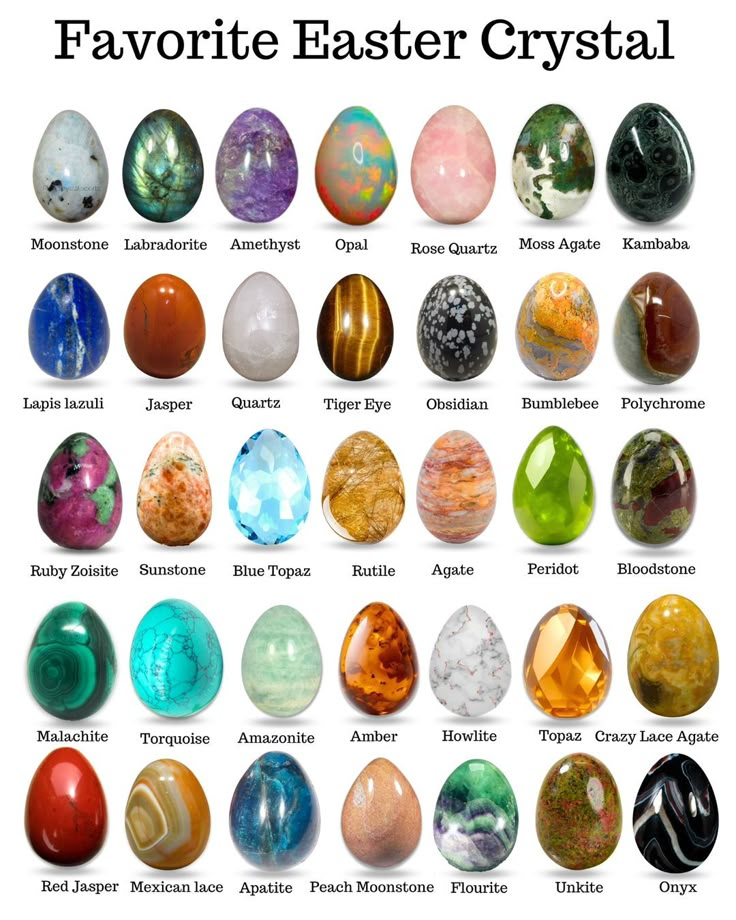 Favorite Easter Crystal
Moonstone Labradorite Amethyst Opal Rose Quartz Moss Agate Kambaba
Lapis lazuli Jasper Quartz Tiger Eye Obsidian Bumblebee Polychrome
Ruby Zoisite Sunstone Blue Topaz Rutile Agate Peridot Bloodstone
Malachite Torquoise Amazonite Amber Howlite Topaz Crazy Lace Agate
Red Jasper Mexican lace Apatite Peach Moonstone Flourite Unkite Onyx